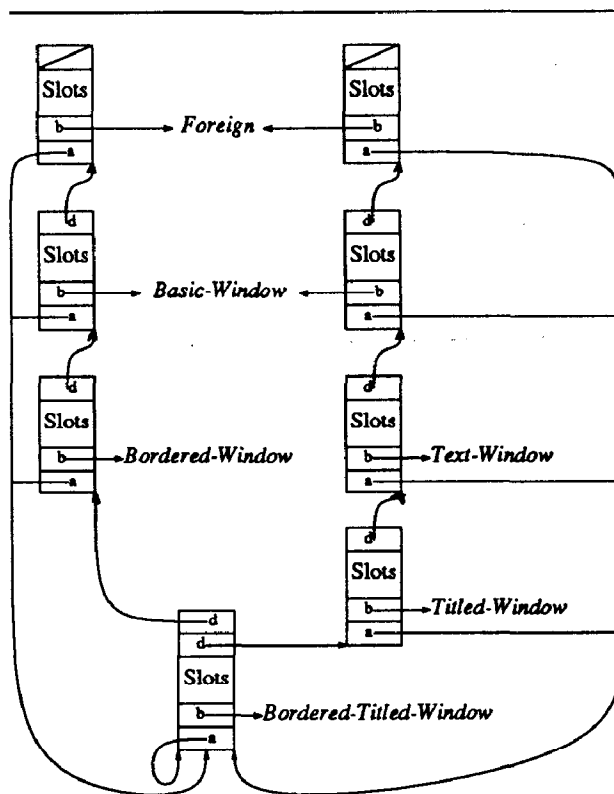 Slots Slots
b Foreign b
a a
d d
Slots Slots
b Basic-Window b
a a
d d
Slots Slots
b Bordered-Window b Text-Window
a a
d
Slots
b Titled-Window
d a
d
Slots
b Bordered-Titled-Window
a